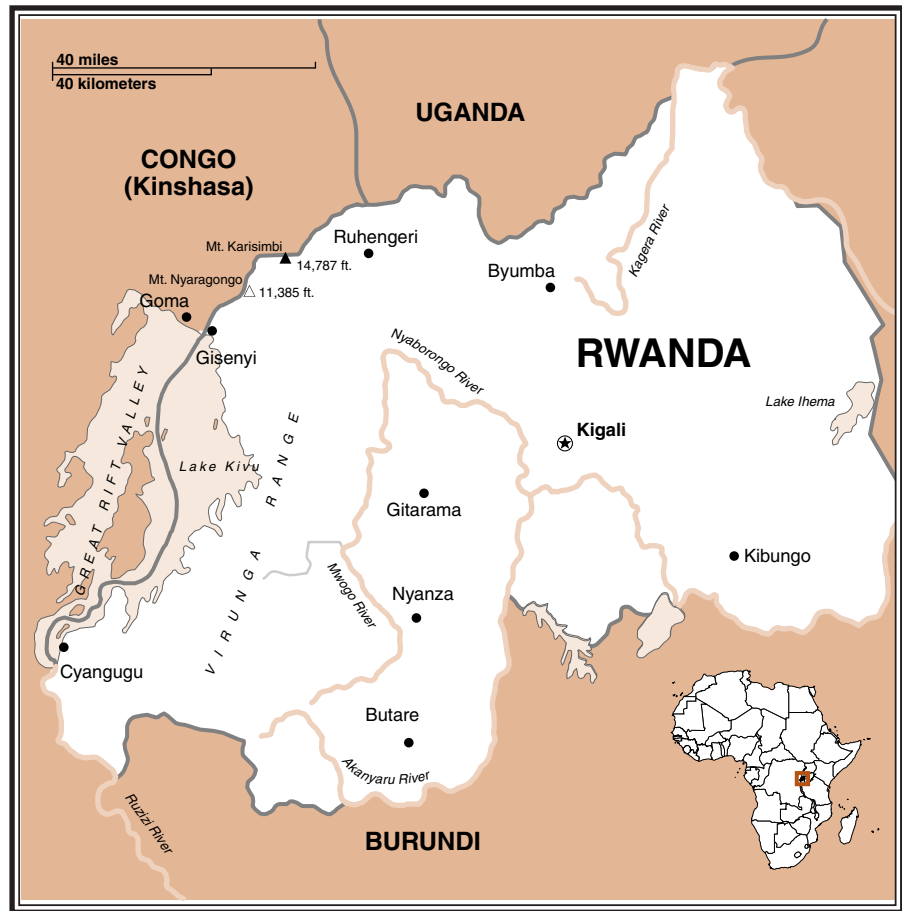 40 miles
40 kilometers
UGANDA
CONGO
(Kinshasa)
Kagera River
Ruhengeri
Mt. Karisimbi
14,787 ft.
Byumba
Mt. Nyaragongo
11,385 ft.
Goma
Gisenyi
Nyaborongo River
RWANDA
Lake Ihema
GREAT RIFT VALLEY
Kigali
Lake Kivu
VIRUNGA RANGE
Gitarama
Kibungo
Mwogo River
Nyanza
Cyangugu
Butare
Akanyaru River
Ruzizi River
BURUNDI